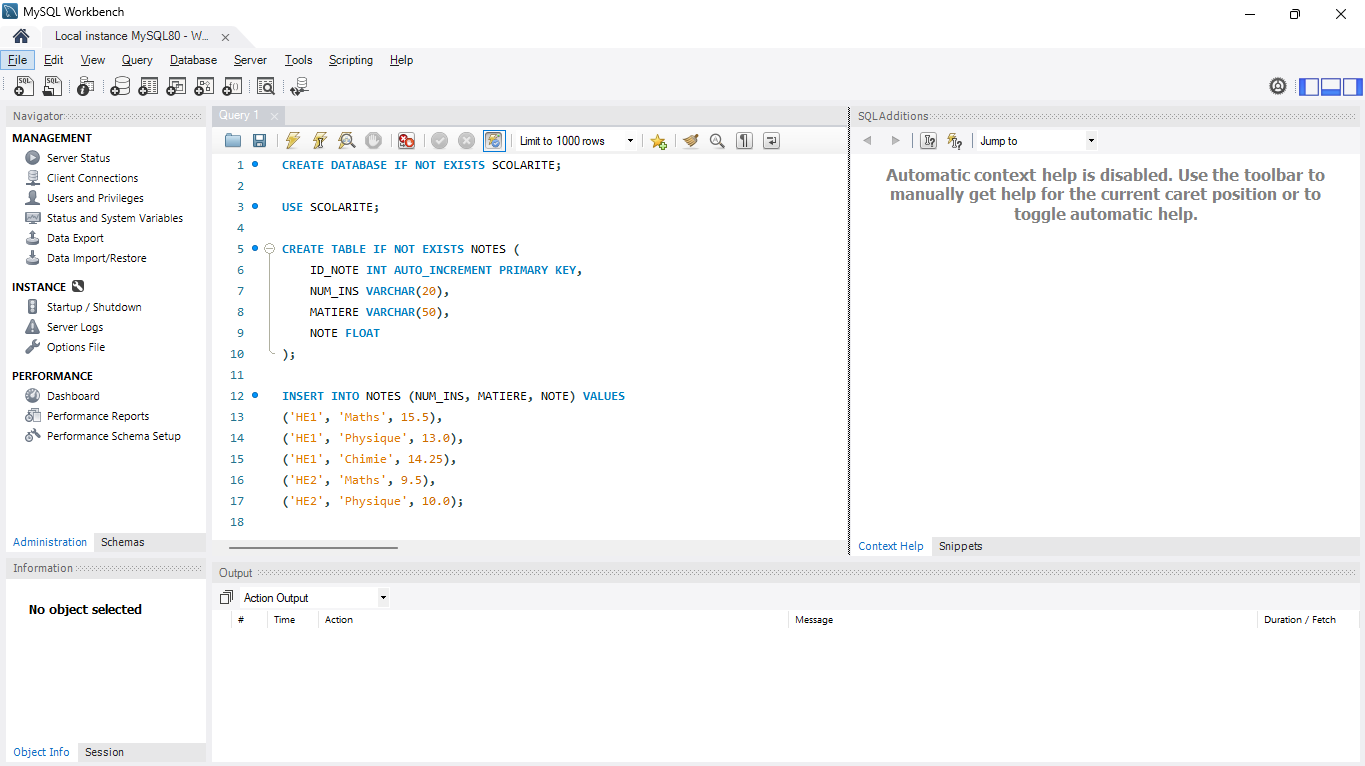 MySQL Workbench
Local instance MySQL80 - W...
File Edit View Query Database Server Tools Scripting Help
Navigator
MANAGEMENT
Server Status
Client Connections
Users and Privileges
Status and System Variables
Data Export
Data Import/Restore
INSTANCE
Startup / Shutdown
Server Logs
Options File
PERFORMANCE
Dashboard
Performance Reports
Performance Schema Setup
Administration Schemas
Information
No object selected
Object Info Session
Query 1
Limit to 1000 rows
1 CREATE DATABASE IF NOT EXISTS SCOLARITE;
2
3 USE SCOLARITE;
4
5 CREATE TABLE IF NOT EXISTS NOTES (
6 ID_NOTE INT AUTO_INCREMENT PRIMARY KEY,
7 NUM_INS VARCHAR(20),
8 MATIERE VARCHAR(50),
9 NOTE FLOAT
10 );
11
12 INSERT INTO NOTES (NUM_INS, MATIERE, NOTE) VALUES
13 ('HE1', 'Maths', 15.5),
14 ('HE1', 'Physique', 13.0),
15 ('HE1', 'Chimie', 14.25),
16 ('HE2', 'Maths', 9.5),
17 ('HE2', 'Physique', 10.0);
18
SQLAdditions
Jump to
Automatic context help is disabled. Use the toolbar to
manually get help for the current caret position or to
toggle automatic help.
Context Help Snippets
Output
Action Output
# Time Action Message Duration / Fetch